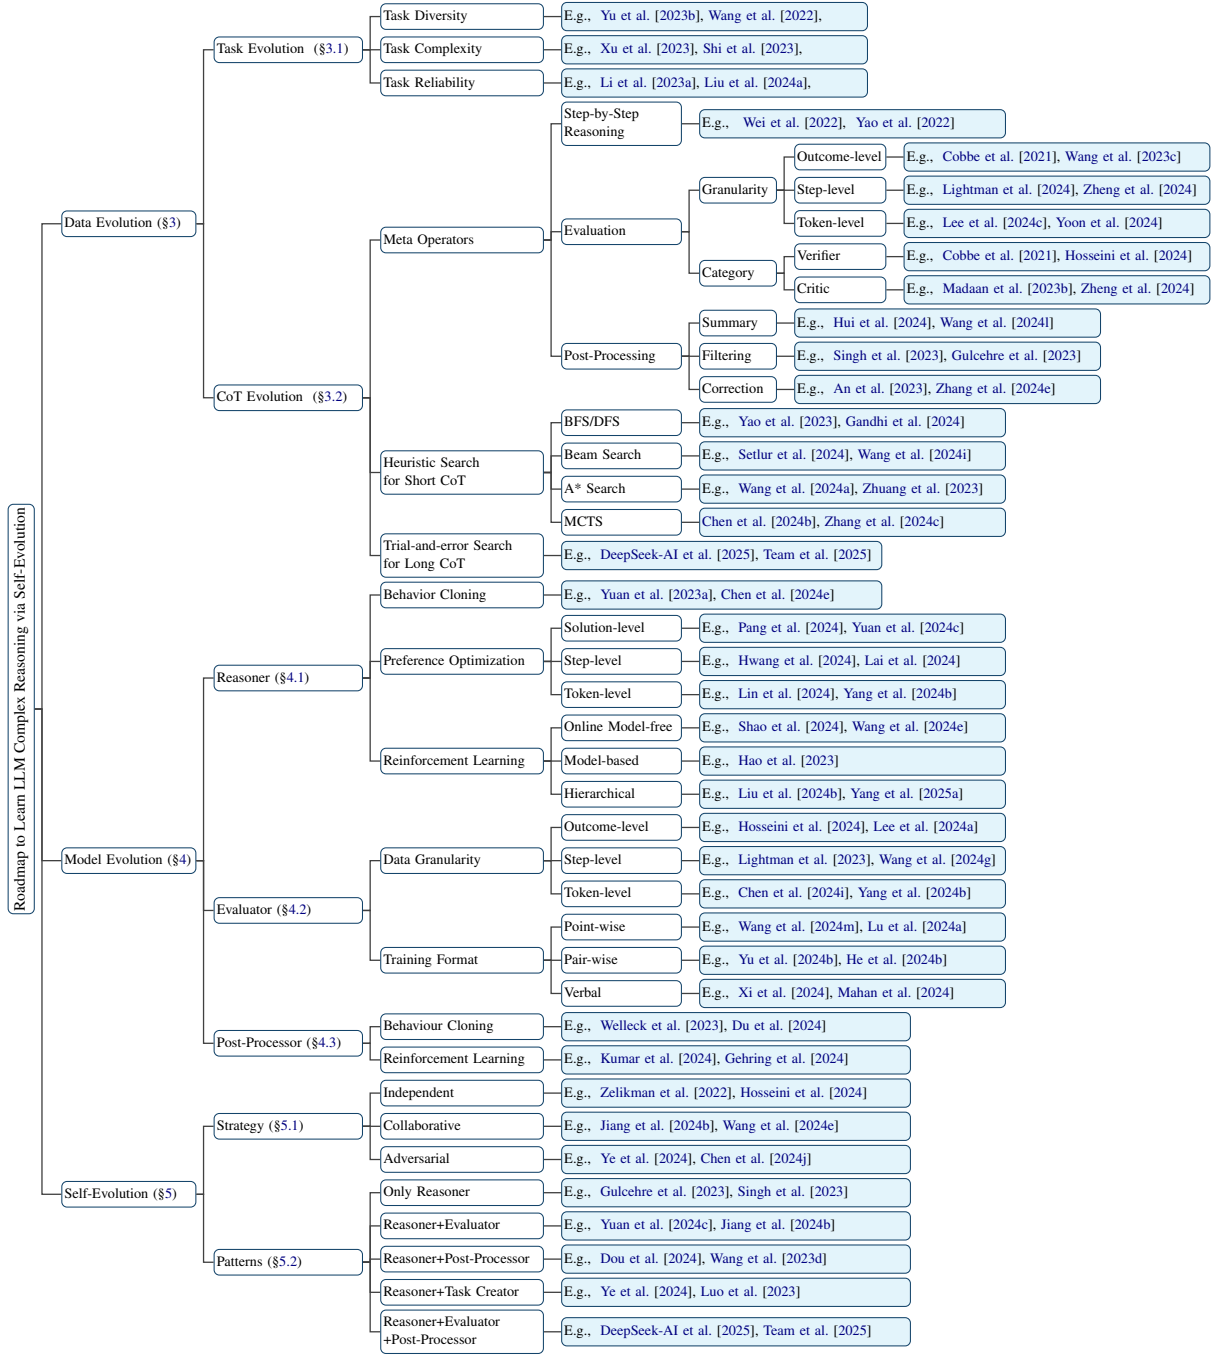 Roadmap to Learn LLM Complex Reasoning via Self-Evolution
Data Evolution (§3)
Task Evolution (§3.1)
Task Diversity
E.g., Yu et al. [2023b], Wang et al. [2022],
Task Complexity
E.g., Xu et al. [2023], Shi et al. [2023],
Task Reliability
E.g., Li et al. [2023a], Liu et al. [2024a],
CoT Evolution (§3.2)
Meta Operators
Step-by-Step
Reasoning
E.g., Wei et al. [2022], Yao et al. [2022]
Evaluation
Granularity
Outcome-level
E.g., Cobbe et al. [2021], Wang et al. [2023c]
Step-level
E.g., Lightman et al. [2024], Zheng et al. [2024]
Token-level
E.g., Lee et al. [2024c], Yoon et al. [2024]
Category
Verifier
E.g., Cobbe et al. [2021], Hosseini et al. [2024]
Critic
E.g., Madaan et al. [2023b], Zheng et al. [2024]
Post-Processing
Summary
E.g., Hui et al. [2024], Wang et al. [2024l]
Filtering
E.g., Singh et al. [2023], Gulcehre et al. [2023]
Correction
E.g., An et al. [2023], Zhang et al. [2024e]
Heuristic Search
for Short CoT
BFS/DFS
E.g., Yao et al. [2023], Gandhi et al. [2024]
Beam Search
E.g., Setlur et al. [2024], Wang et al. [2024i]
A* Search
E.g., Wang et al. [2024a], Zhuang et al. [2023]
MCTS
Chen et al. [2024b], Zhang et al. [2024c]
Trial-and-error Search
for Long CoT
E.g., DeepSeek-AI et al. [2025], Team et al. [2025]
Model Evolution (§4)
Reasoner (§4.1)
Behavior Cloning
E.g., Yuan et al. [2023a], Chen et al. [2024e]
Preference Optimization
Solution-level
E.g., Pang et al. [2024], Yuan et al. [2024c]
Step-level
E.g., Hwang et al. [2024], Lai et al. [2024]
Token-level
E.g., Lin et al. [2024], Yang et al. [2024b]
Reinforcement Learning
Online Model-free
E.g., Shao et al. [2024], Wang et al. [2024e]
Model-based
E.g., Hao et al. [2023]
Hierarchical
E.g., Liu et al. [2024b], Yang et al. [2025a]
Evaluator (§4.2)
Data Granularity
Outcome-level
E.g., Hosseini et al. [2024], Lee et al. [2024a]
Step-level
E.g., Lightman et al. [2023], Wang et al. [2024g]
Token-level
E.g., Chen et al. [2024i], Yang et al. [2024b]
Training Format
Point-wise
E.g., Wang et al. [2024m], Lu et al. [2024a]
Pair-wise
E.g., Yu et al. [2024b], He et al. [2024b]
Verbal
E.g., Xi et al. [2024], Mahan et al. [2024]
Post-Processor (§4.3)
Behaviour Cloning
E.g., Welleck et al. [2023], Du et al. [2024]
Reinforcement Learning
E.g., Kumar et al. [2024], Gehring et al. [2024]
Self-Evolution (§5)
Strategy (§5.1)
Independent
E.g., Zelikman et al. [2022], Hosseini et al. [2024]
Collaborative
E.g., Jiang et al. [2024b], Wang et al. [2024e]
Adversarial
E.g., Ye et al. [2024], Chen et al. [2024j]
Patterns (§5.2)
Only Reasoner
E.g., Gulcehre et al. [2023], Singh et al. [2023]
Reasoner+Evaluator
E.g., Yuan et al. [2024c], Jiang et al. [2024b]
Reasoner+Post-Processor
E.g., Dou et al. [2024], Wang et al. [2023d]
Reasoner+Task Creator
E.g., Ye et al. [2024], Luo et al. [2023]
Reasoner+Evaluator
+Post-Processor
E.g., DeepSeek-AI et al. [2025], Team et al. [2025]